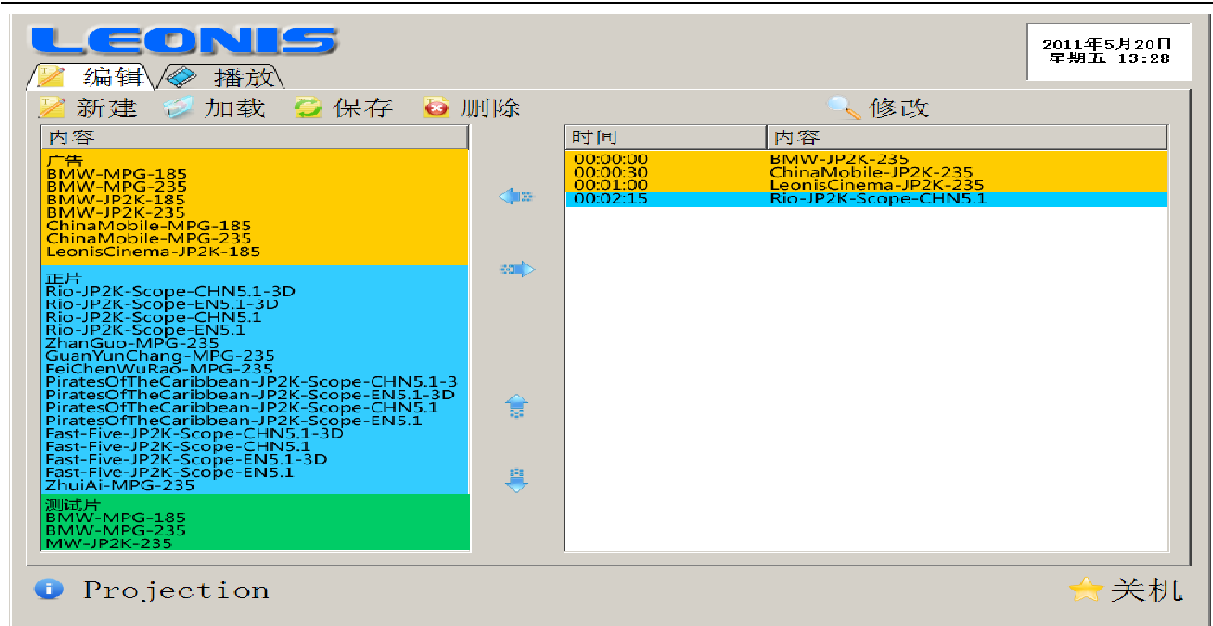 LEONIS
2011年5月20日
星期五 13:28
编辑 播放
新建 加载 保存 删除 修改
内容
广告
BMW-MPG-185
BMW-MPG-235
BMW-JP2K-185
BMW-JP2K-235
ChinaMobile-MPG-185
ChinaMobile-MPG-235
LeonisCinema-JP2K-185
正片
Rio-JP2K-Scope-CHN5.1-3D
Rio-JP2K-Scope-EN5.1-3D
Rio-JP2K-Scope-CHN5.1
Rio-JP2K-Scope-EN5.1
ZhanGuo-MPG-235
GuanYunChang-MPG-235
FeiChenWuRao-MPG-235
PiratesOfTheCaribbean-JP2K-Scope-CHN5.1-3
PiratesOfTheCaribbean-JP2K-Scope-EN5.1-3D
PiratesOfTheCaribbean-JP2K-Scope-CHN5.1
PiratesOfTheCaribbean-JP2K-Scope-EN5.1
Fast-Five-JP2K-Scope-CHN5.1-3D
Fast-Five-JP2K-Scope-CHN5.1
Fast-Five-JP2K-Scope-EN5.1-3D
Fast-Five-JP2K-Scope-EN5.1
ZhuiAi-MPG-235
测试片
BMW-MPG-185
BMW-MPG-235
MW-JP2K-235
时间 内容
00:00:00 BMW-JP2K-235
00:00:30 ChinaMobile-JP2K-235
00:01:00 LeonisCinema-JP2K-235
00:02:15 Rio-JP2K-Scope-CHN5.1
Projection 关机